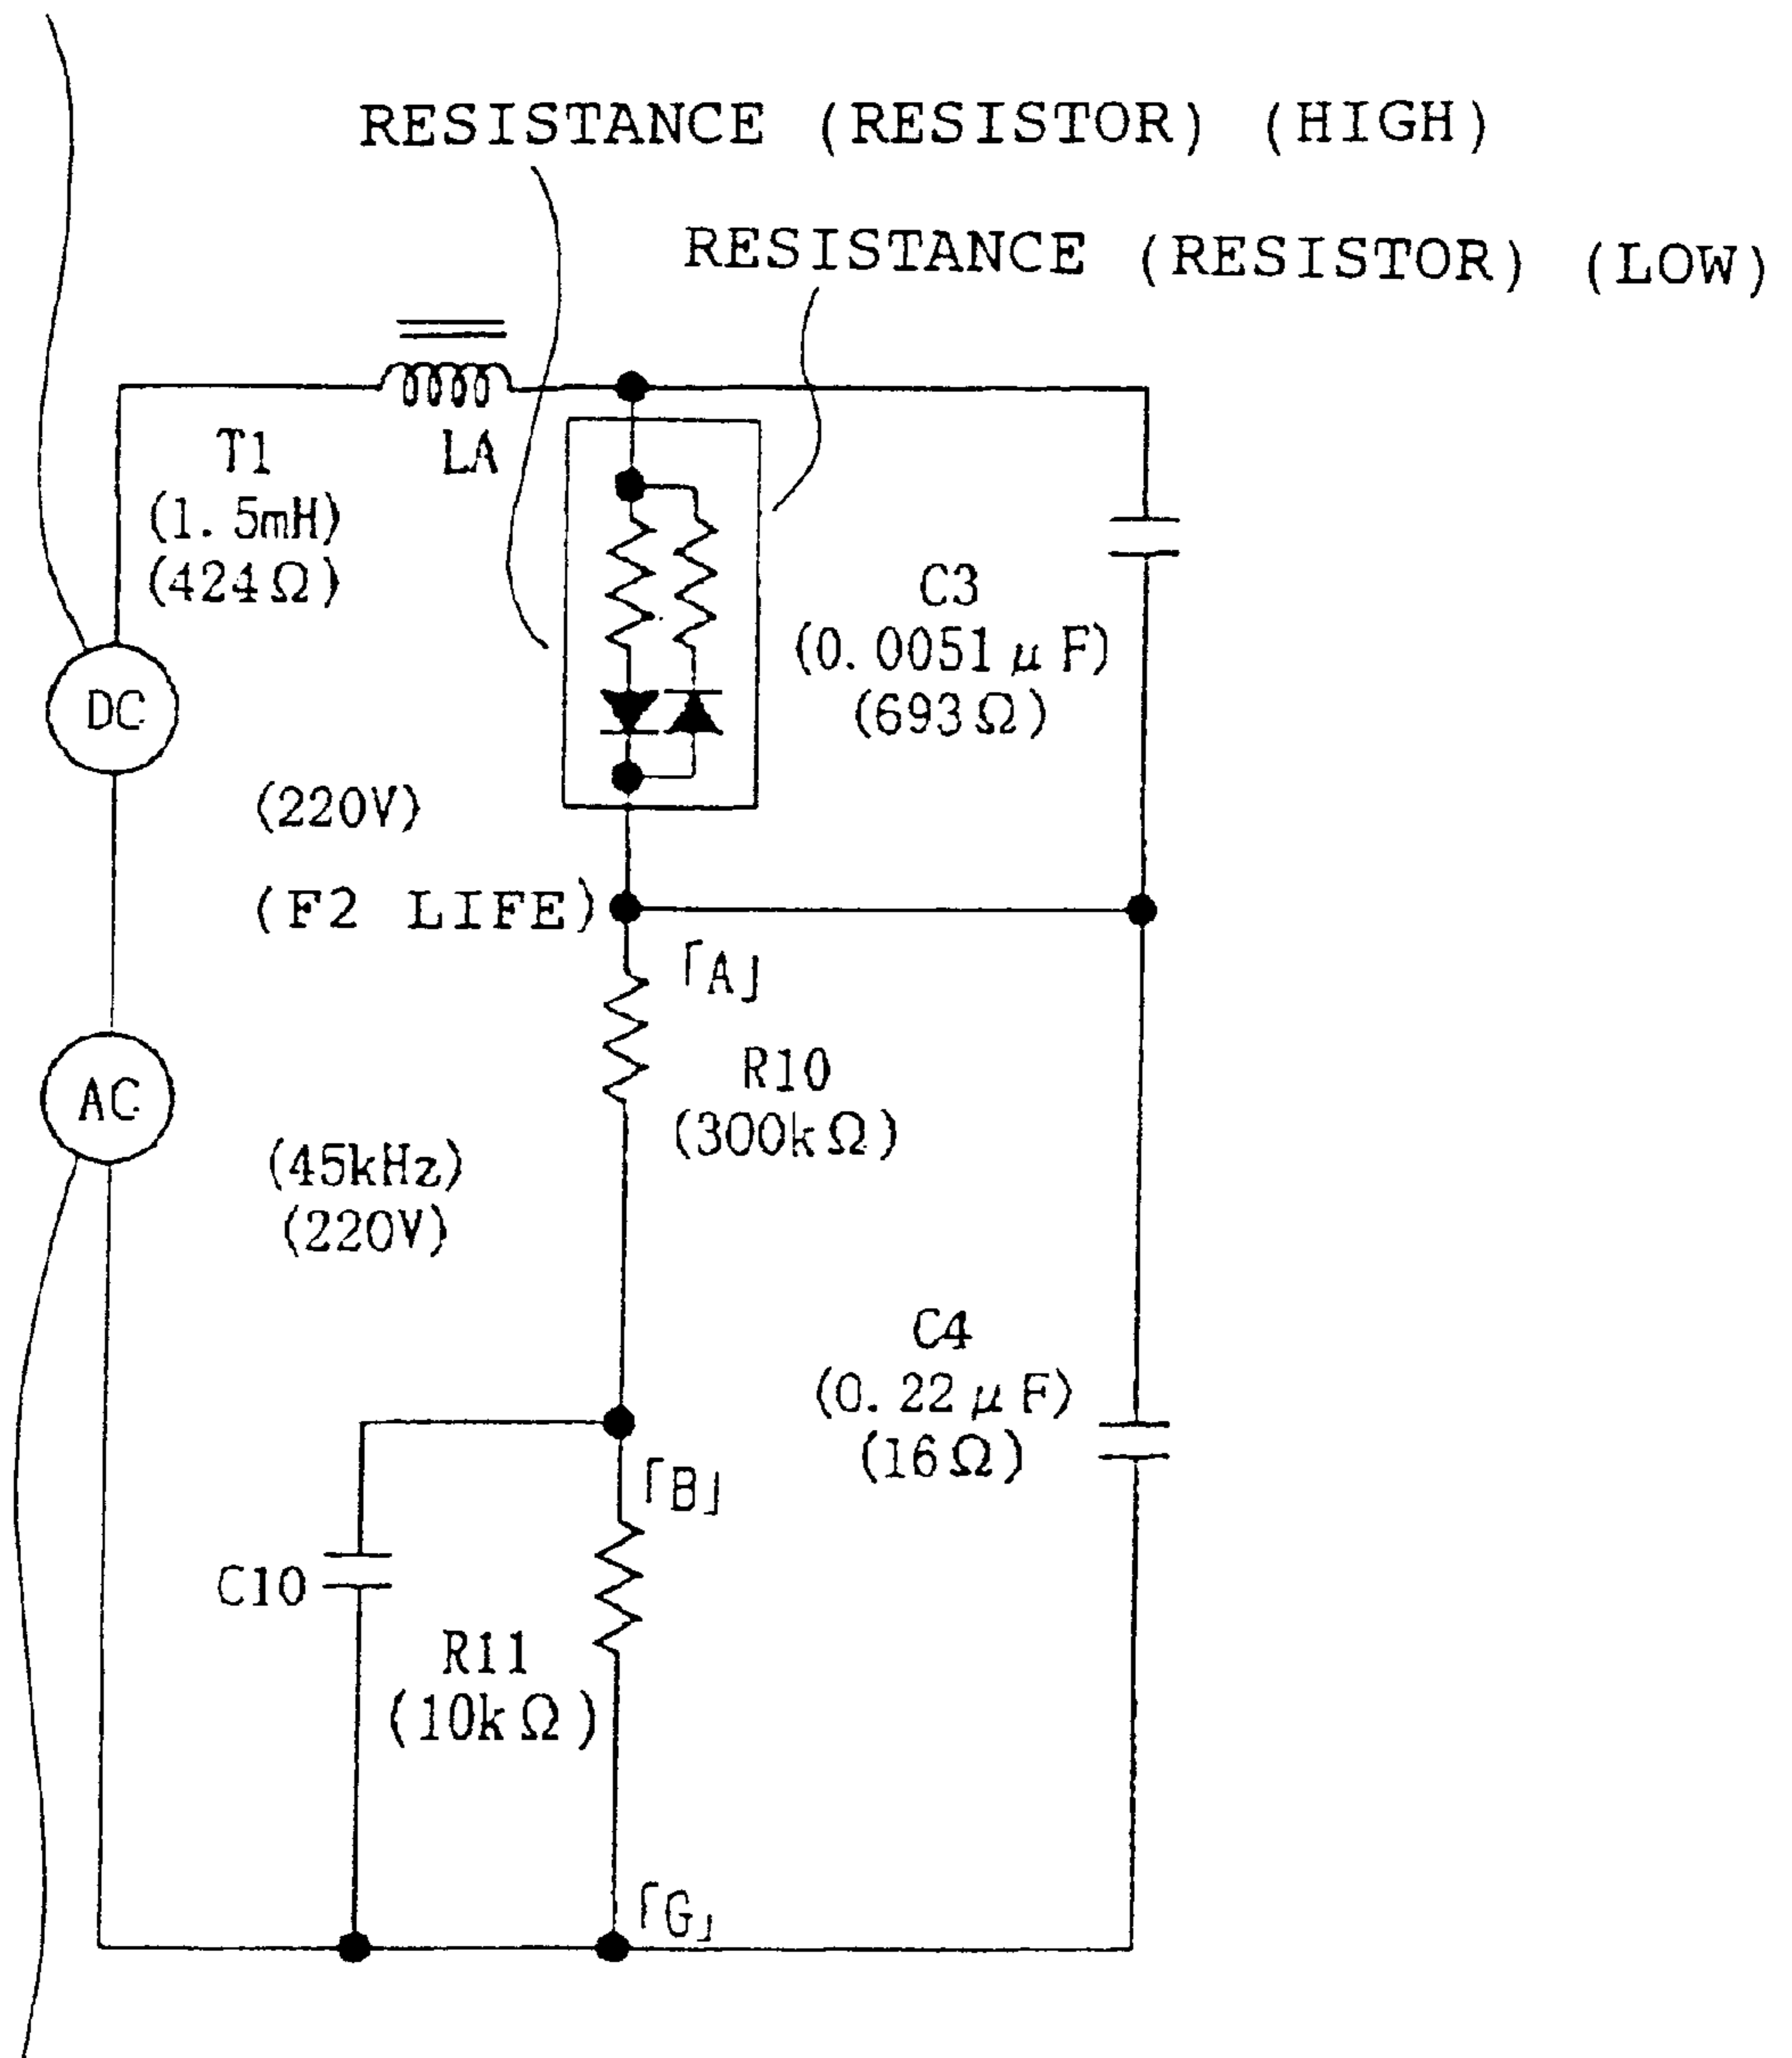 RESISTANCE (RESISTOR) (HIGH)
RESISTANCE (RESISTOR) (LOW)
T1
(1.5mH)
(424Ω)
LA
DC
C3
(0.0051μF)
(693Ω)
(220V)
(F2 LIFE)
「A」
AC
R10
(300kΩ)
(45kHz)
(220V)
C4
(0.22μF)
(16Ω)
「B」
C10
R11
(10kΩ)
「G」